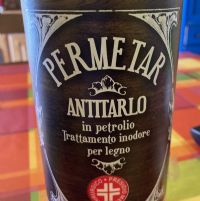 PERMETAR
ANTITARLO
in petrolio
Trattamento inodore
per legno